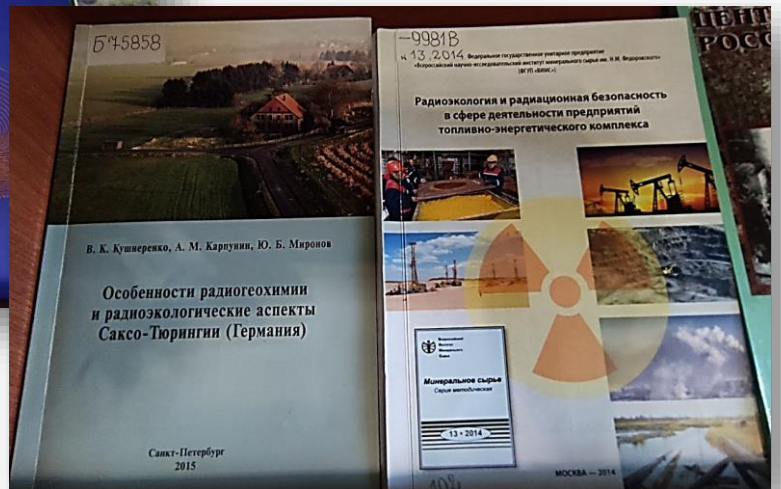 Б75858
В. К. Кушнеренко, А. М. Карпунин, Ю. Б. Миронов
Особенности радиогеохимии
и радиоэкологические аспекты
Саксо-Тюрингии (Германия)
Санкт-Петербург
2015
-9981В
13.2014
Федеральное государственное унитарное предприятие
«Всероссийский научно-исследовательский институт минерального сырья им. Н.М. Федоровского»
(ФГУП «ВИМС»)
Радиоэкология и радиационная безопасность
в сфере деятельности предприятий
топливно-энергетического комплекса
Минеральное сырье
Серия методическая
13 • 2014
МОСКВА — 2014
ЦЕНТ
РОСС